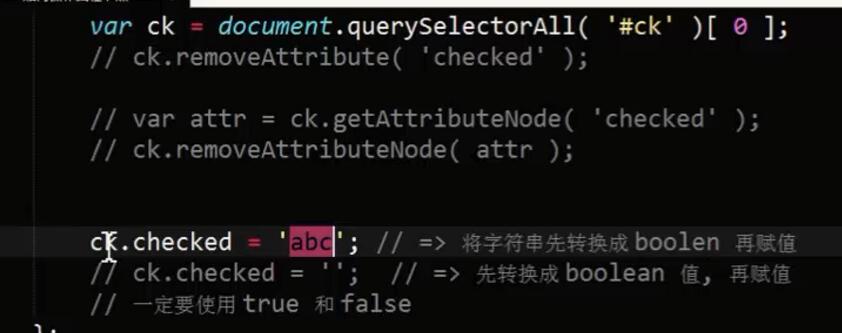 var ck = document.querySelectorAll( '#ck' )[ 0 ];
// ck.removeAttribute( 'checked' );
// var attr = ck.getAttributeNode( 'checked' );
// ck.removeAttributeNode( attr );
ck.checked = 'abc'; // => 将字符串先转换成 boolen 再赋值
// ck.checked = ''; // => 先转换成 boolean 值, 再赋值
// 一定要使用 true 和 false
};